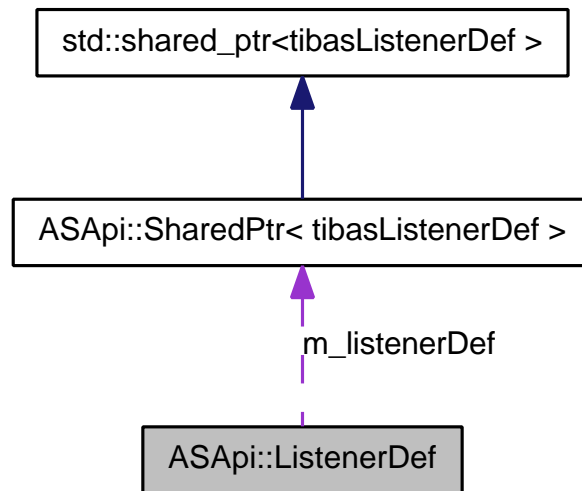 std::shared_ptr<tibasListenerDef >
ASApi::SharedPtr< tibasListenerDef >
m_listenerDef
ASApi::ListenerDef